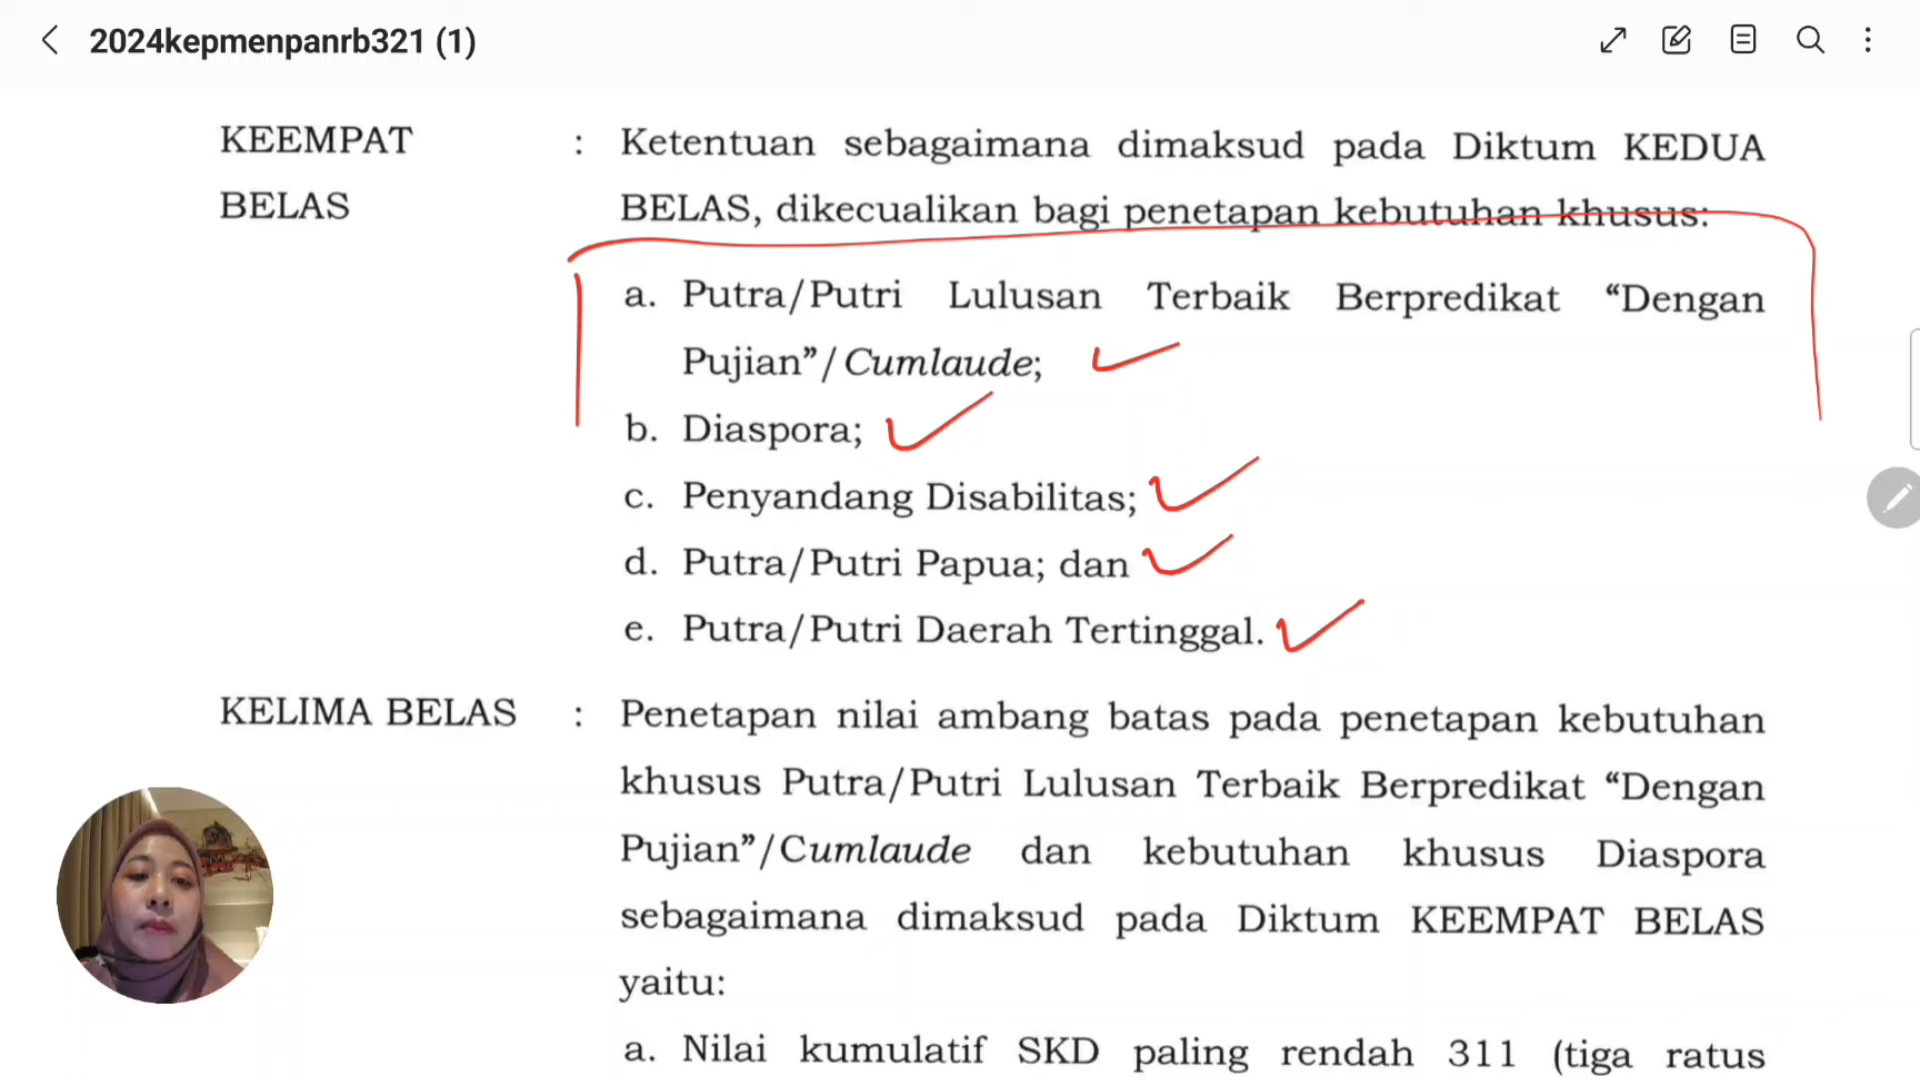 2024kepmenpanrb321 (1)
KEEMPAT : Ketentuan sebagaimana dimaksud pada Diktum KEDUA
BELAS BELAS, dikecualikan bagi penetapan kebutuhan khusus:
a. Putra/Putri Lulusan Terbaik Berpredikat “Dengan
Pujian”/Cumlaude;
b. Diaspora;
c. Penyandang Disabilitas;
d. Putra/Putri Papua; dan
e. Putra/Putri Daerah Tertinggal.
KELIMA BELAS : Penetapan nilai ambang batas pada penetapan kebutuhan
khusus Putra/Putri Lulusan Terbaik Berpredikat “Dengan
Pujian”/Cumlaude dan kebutuhan khusus Diaspora
sebagaimana dimaksud pada Diktum KEEMPAT BELAS
yaitu:
a. Nilai kumulatif SKD paling rendah 311 (tiga ratus